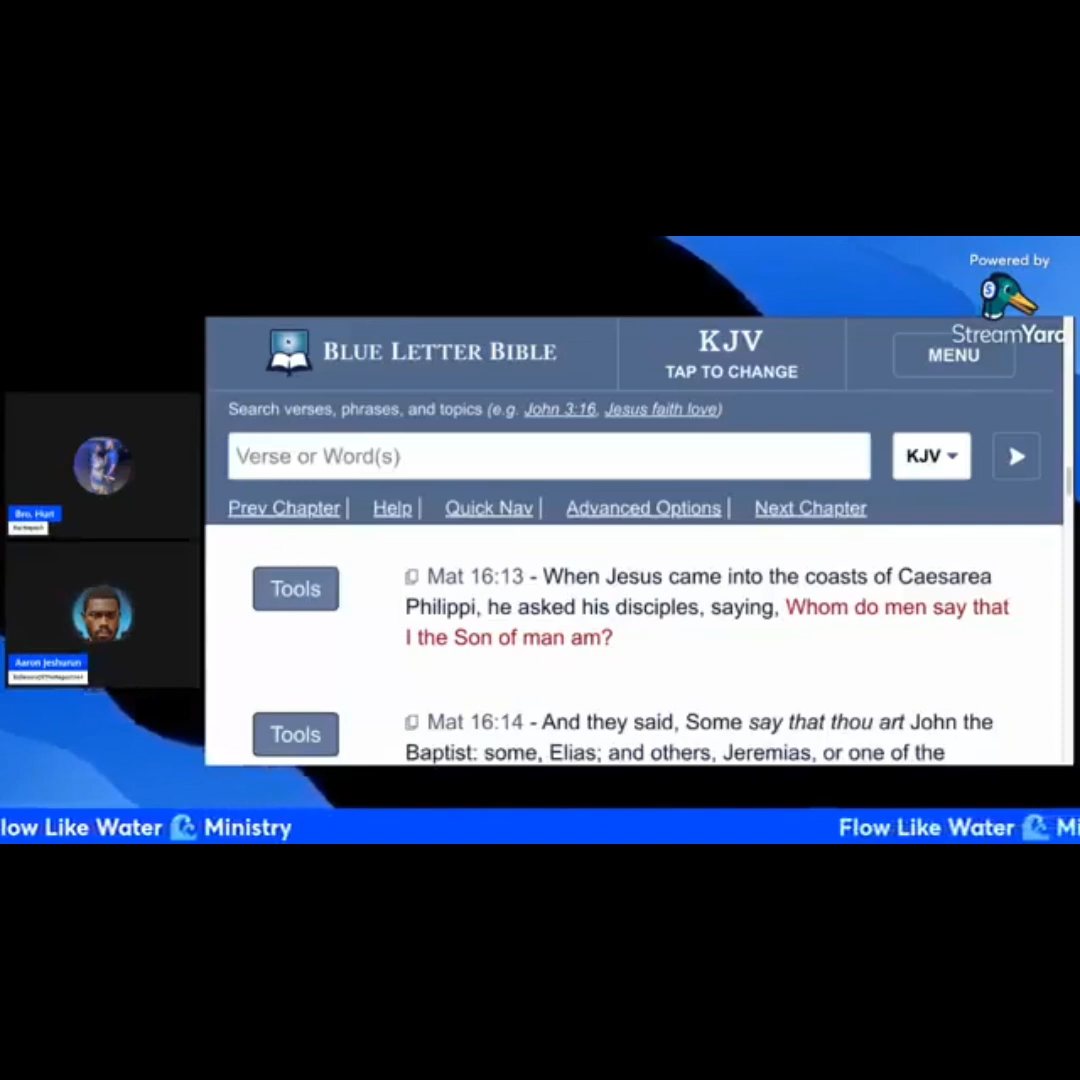 Powered by
StreamYard
BLUE LETTER BIBLE
KJV
TAP TO CHANGE
MENU
Search verses, phrases, and topics (e.g. John 3:16, Jesus faith love)
Verse or Word(s)
KJV
Prev Chapter | Help | Quick Nav | Advanced Options | Next Chapter
Bro. Hurt
Tools
Mat 16:13 - When Jesus came into the coasts of Caesarea
Philippi, he asked his disciples, saying, Whom do men say that
I the Son of man am?
Aaron Jeshurun
Tools
Mat 16:14 - And they said, Some say that thou art John the
Baptist: some, Elias; and others, Jeremias, or one of the
low Like Water Ministry
Flow Like Water Mi